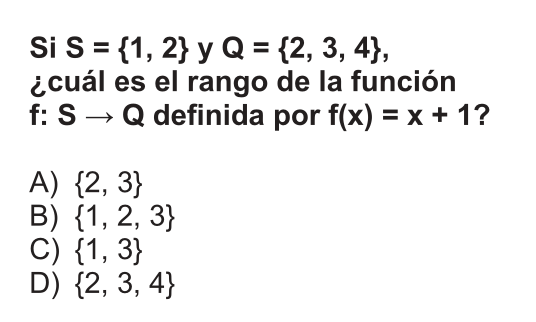 Si S = {1, 2} y Q = {2, 3, 4},
¿cuál es el rango de la función
f: S → Q definida por f(x) = x + 1?
A) {2, 3}
B) {1, 2, 3}
C) {1, 3}
D) {2, 3, 4}